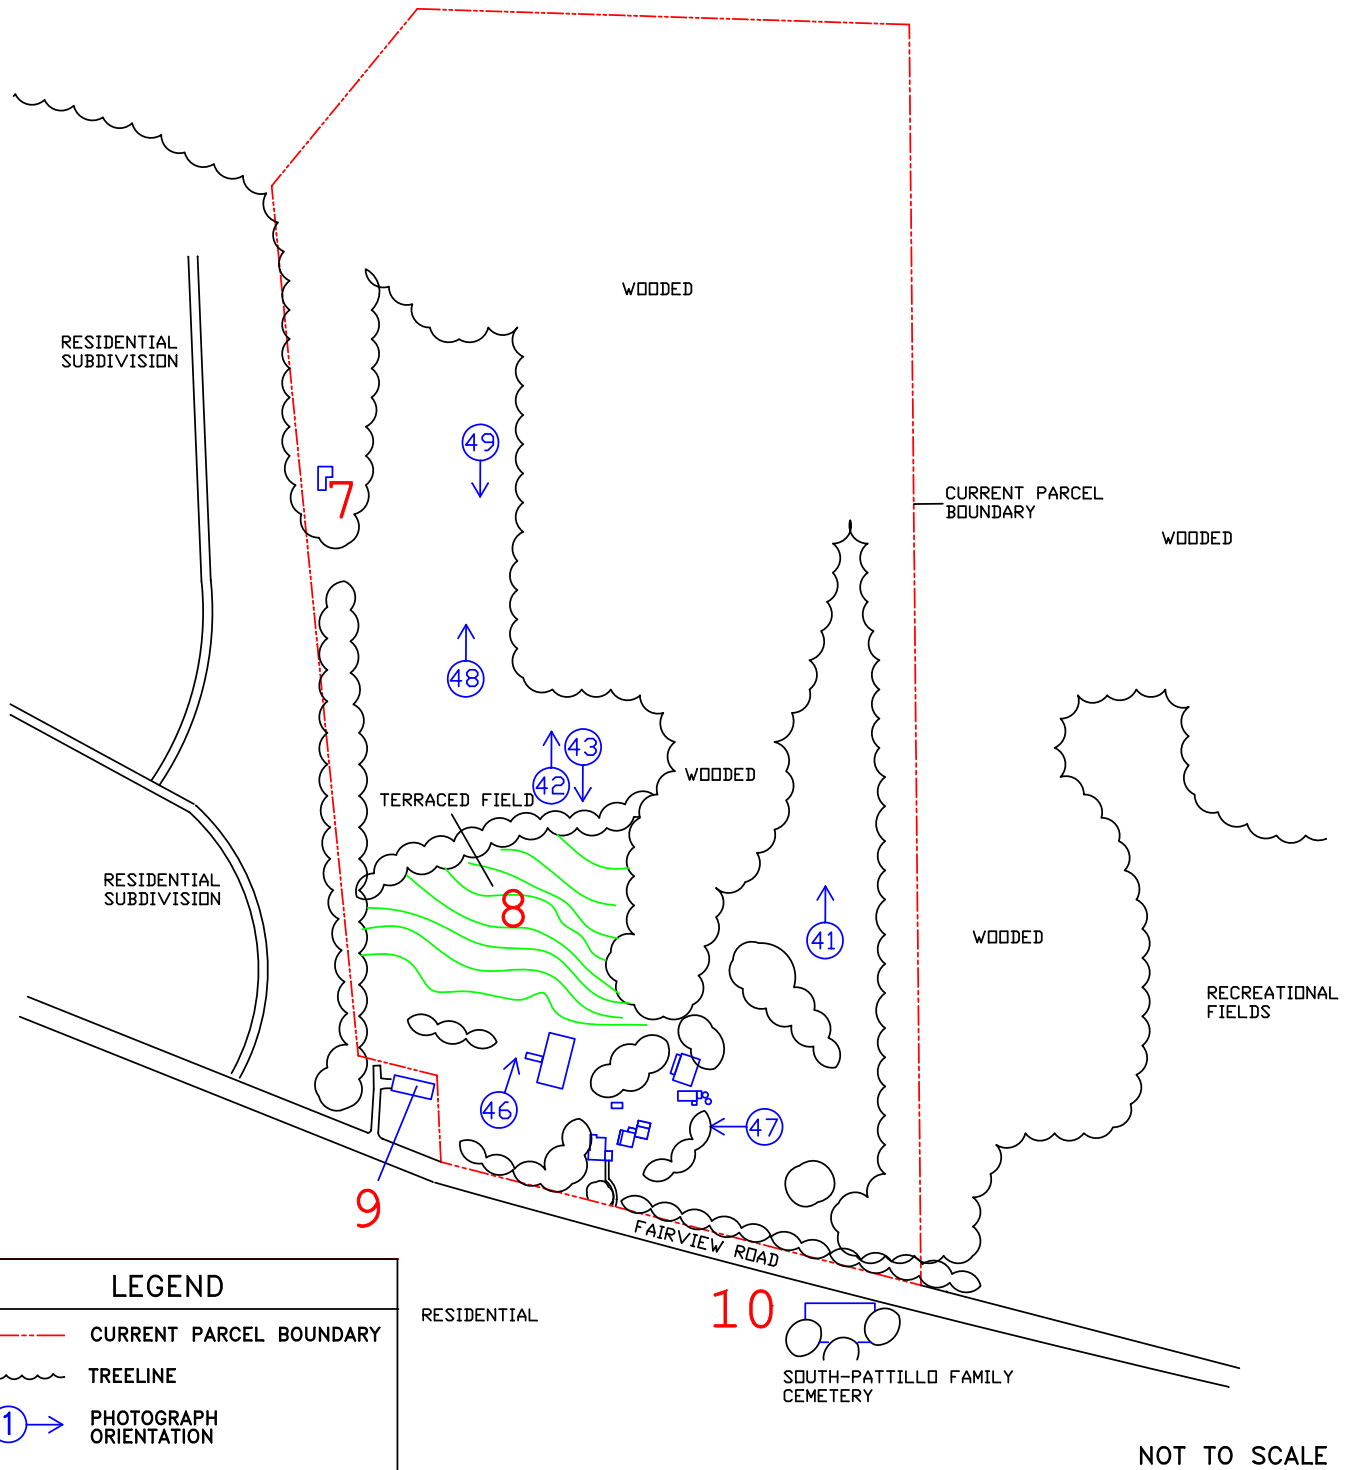 WOODED
RESIDENTIAL
SUBDIVISION
49
7
CURRENT PARCEL
BOUNDARY
WOODED
48
43
42
WOODED
TERRACED FIELD
RESIDENTIAL
SUBDIVISION
8
41
WOODED
RECREATIONAL
FIELDS
46
47
9
FAIRVIEW ROAD
10
RESIDENTIAL
SOUTH-PATTILLO FAMILY
CEMETERY
LEGEND
CURRENT PARCEL BOUNDARY
TREELINE
1
PHOTOGRAPH
ORIENTATION
NOT TO SCALE